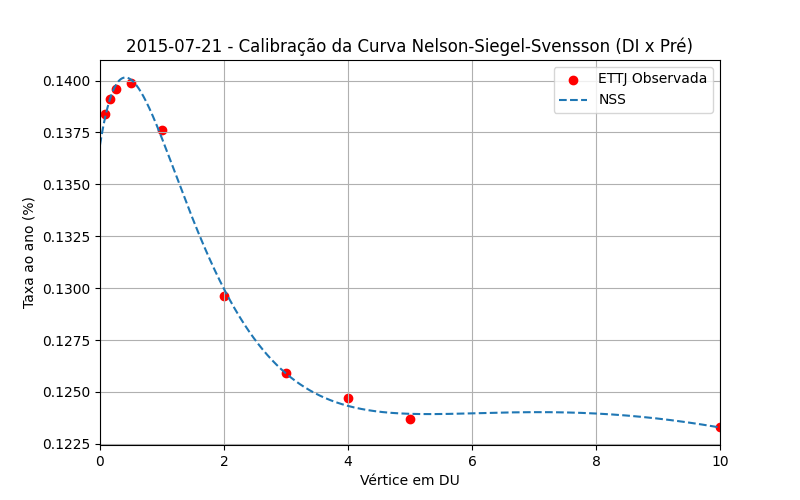 2015-07-21 - Calibração da Curva Nelson-Siegel-Svensson (DI x Pré)
ETTJ Observada
NSS
Taxa ao ano (%)
0.1400
0.1375
0.1350
0.1325
0.1300
0.1275
0.1250
0.1225
0 2 4 6 8 10
Vértice em DU